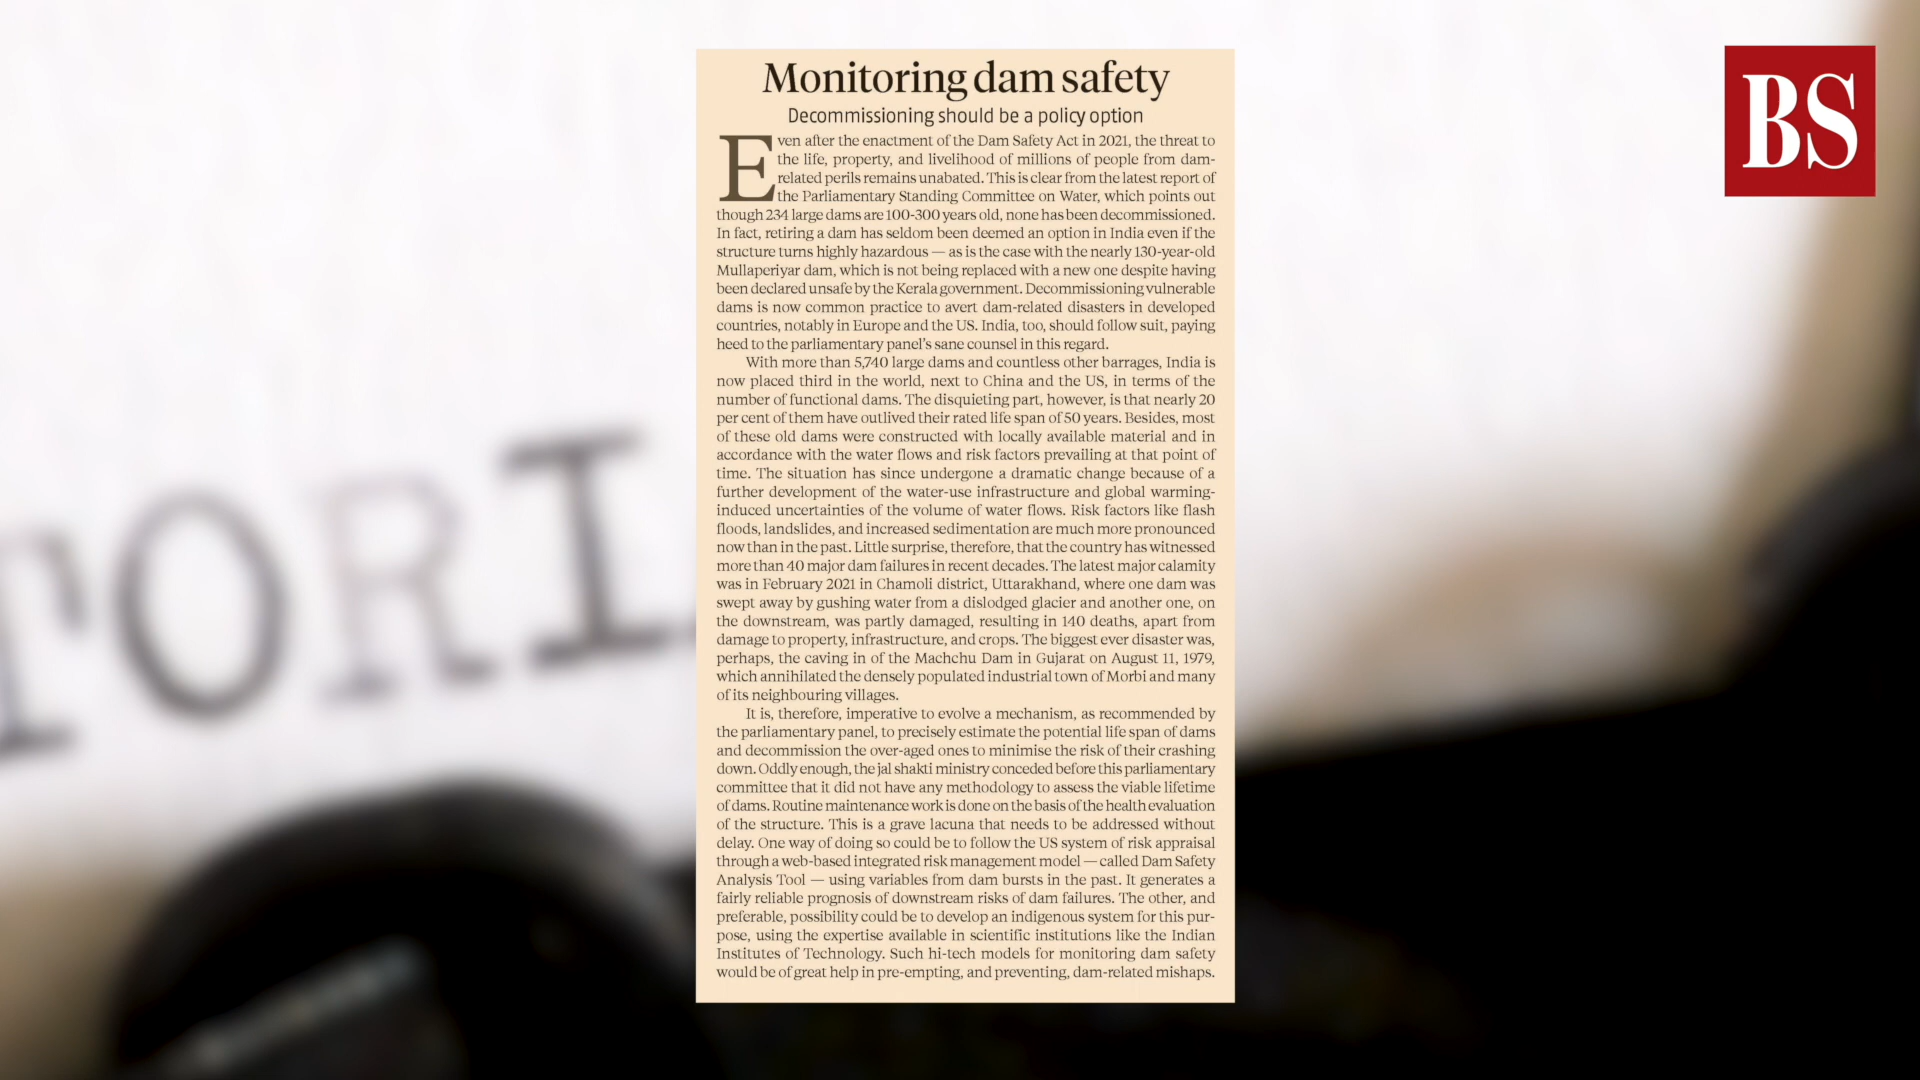 Monitoring dam safety
Decommissioning should be a policy option
Even after the enactment of the Dam Safety Act in 2021, the threat to
the life, property, and livelihood of millions of people from dam-
related perils remains unabated. This is clear from the latest report of
the Parliamentary Standing Committee on Water, which points out
though 234 large dams are 100-300 years old, none has been decommissioned.
In fact, retiring a dam has seldom been deemed an option in India even if the
structure turns highly hazardous — as is the case with the nearly 130-year-old
Mullaperiyar dam, which is not being replaced with a new one despite having
been declared unsafe by the Kerala government. Decommissioning vulnerable
dams is now common practice to avert dam-related disasters in developed
countries, notably in Europe and the US. India, too, should follow suit, paying
heed to the parliamentary panel's sane counsel in this regard.
With more than 5,740 large dams and countless other barrages, India is
now placed third in the world, next to China and the US, in terms of the
number of functional dams. The disquieting part, however, is that nearly 20
per cent of them have outlived their rated life span of 50 years. Besides, most
of these old dams were constructed with locally available material and in
accordance with the water flows and risk factors prevailing at that point of
time. The situation has since undergone a dramatic change because of a
further development of the water-use infrastructure and global warming-
induced uncertainties of the volume of water flows. Risk factors like flash
floods, landslides, and increased sedimentation are much more pronounced
now than in the past. Little surprise, therefore, that the country has witnessed
more than 40 major dam failures in recent decades. The latest major calamity
was in February 2021 in Chamoli district, Uttarakhand, where one dam was
swept away by gushing water from a dislodged glacier and another one, on
the downstream, was partly damaged, resulting in 140 deaths, apart from
damage to property, infrastructure, and crops. The biggest ever disaster was,
perhaps, the caving in of the Machchu Dam in Gujarat on August 11, 1979,
which annihilated the densely populated industrial town of Morbi and many
of its neighbouring villages.
It is, therefore, imperative to evolve a mechanism, as recommended by
the parliamentary panel, to precisely estimate the potential life span of dams
and decommission the over-aged ones to minimise the risk of their crashing
down. Oddly enough, the jal shakti ministry conceded before this parliamentary
committee that it did not have any methodology to assess the viable lifetime
of dams. Routine maintenance work is done on the basis of the health evaluation
of the structure. This is a grave lacuna that needs to be addressed without
delay. One way of doing so could be to follow the US system of risk appraisal
through a web-based integrated risk management model — called Dam Safety
Analysis Tool — using variables from dam bursts in the past. It generates a
fairly reliable prognosis of downstream risks of dam failures. The other, and
preferable, possibility could be to develop an indigenous system for this pur-
pose, using the expertise available in scientific institutions like the Indian
Institutes of Technology. Such hi-tech models for monitoring dam safety
would be of great help in pre-empting, and preventing, dam-related mishaps.
BS
TORI